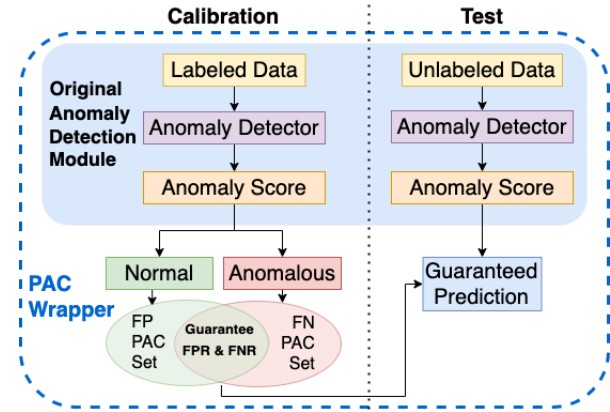 Calibration
Test
Original
Anomaly
Detection
Module
Labeled Data
Anomaly Detector
Anomaly Score
Unlabeled Data
Anomaly Detector
Anomaly Score
PAC
Wrapper
Normal
Anomalous
FP
PAC
Set
Guarantee
FPR & FNR
FN
PAC
Set
Guaranteed
Prediction